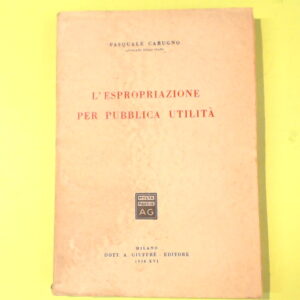 PASQUALE CARUGNO
L'ESPROPRIAZIONE
PER PUBBLICA UTILITÀ
AG
MILANO
DOTT. A. GIUFFRÈ - EDITORE